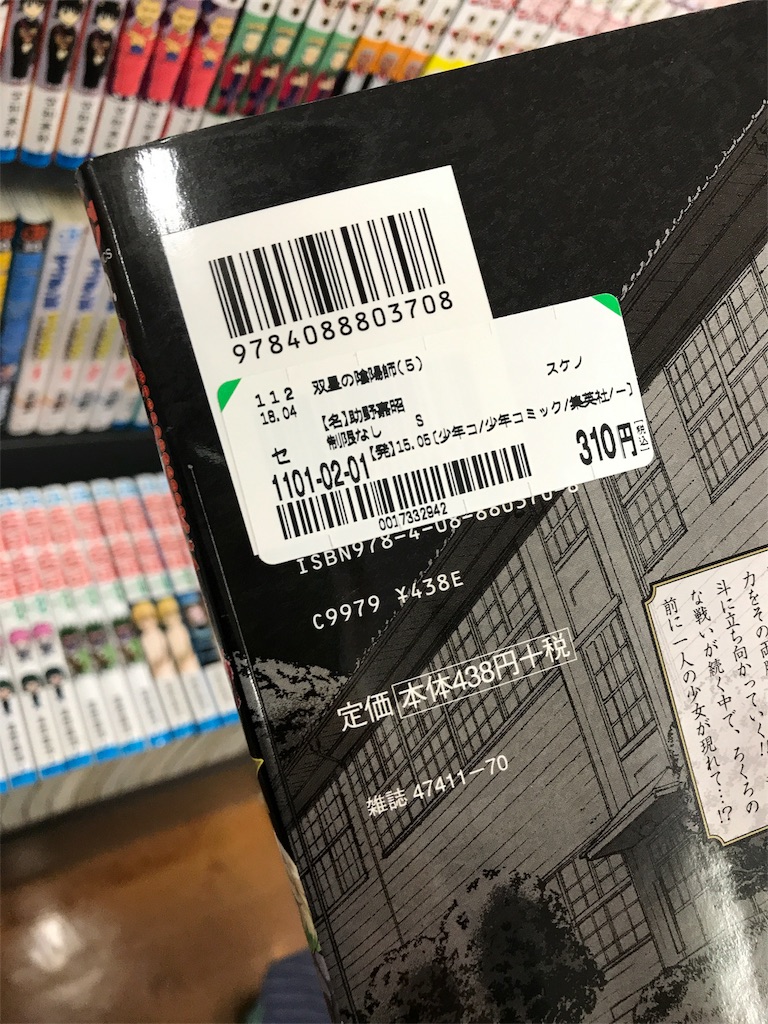 9784088803708
112 双星の陰陽師(5) スケノ
18.04 【名】助野嘉昭
制限なし S
セ 【発】15.05[少年コ/少年コミック/集英社/ー]
1101-02-01 310円 税込
0017332942
ISBN978-4-08-880370-8
C9979 ¥438E
定価 本体438円+税
雑誌 47411-70
斗に立ち向かっていく!
な戦いが続く中で、ろくろの
前に一人の少女が現れて…!?